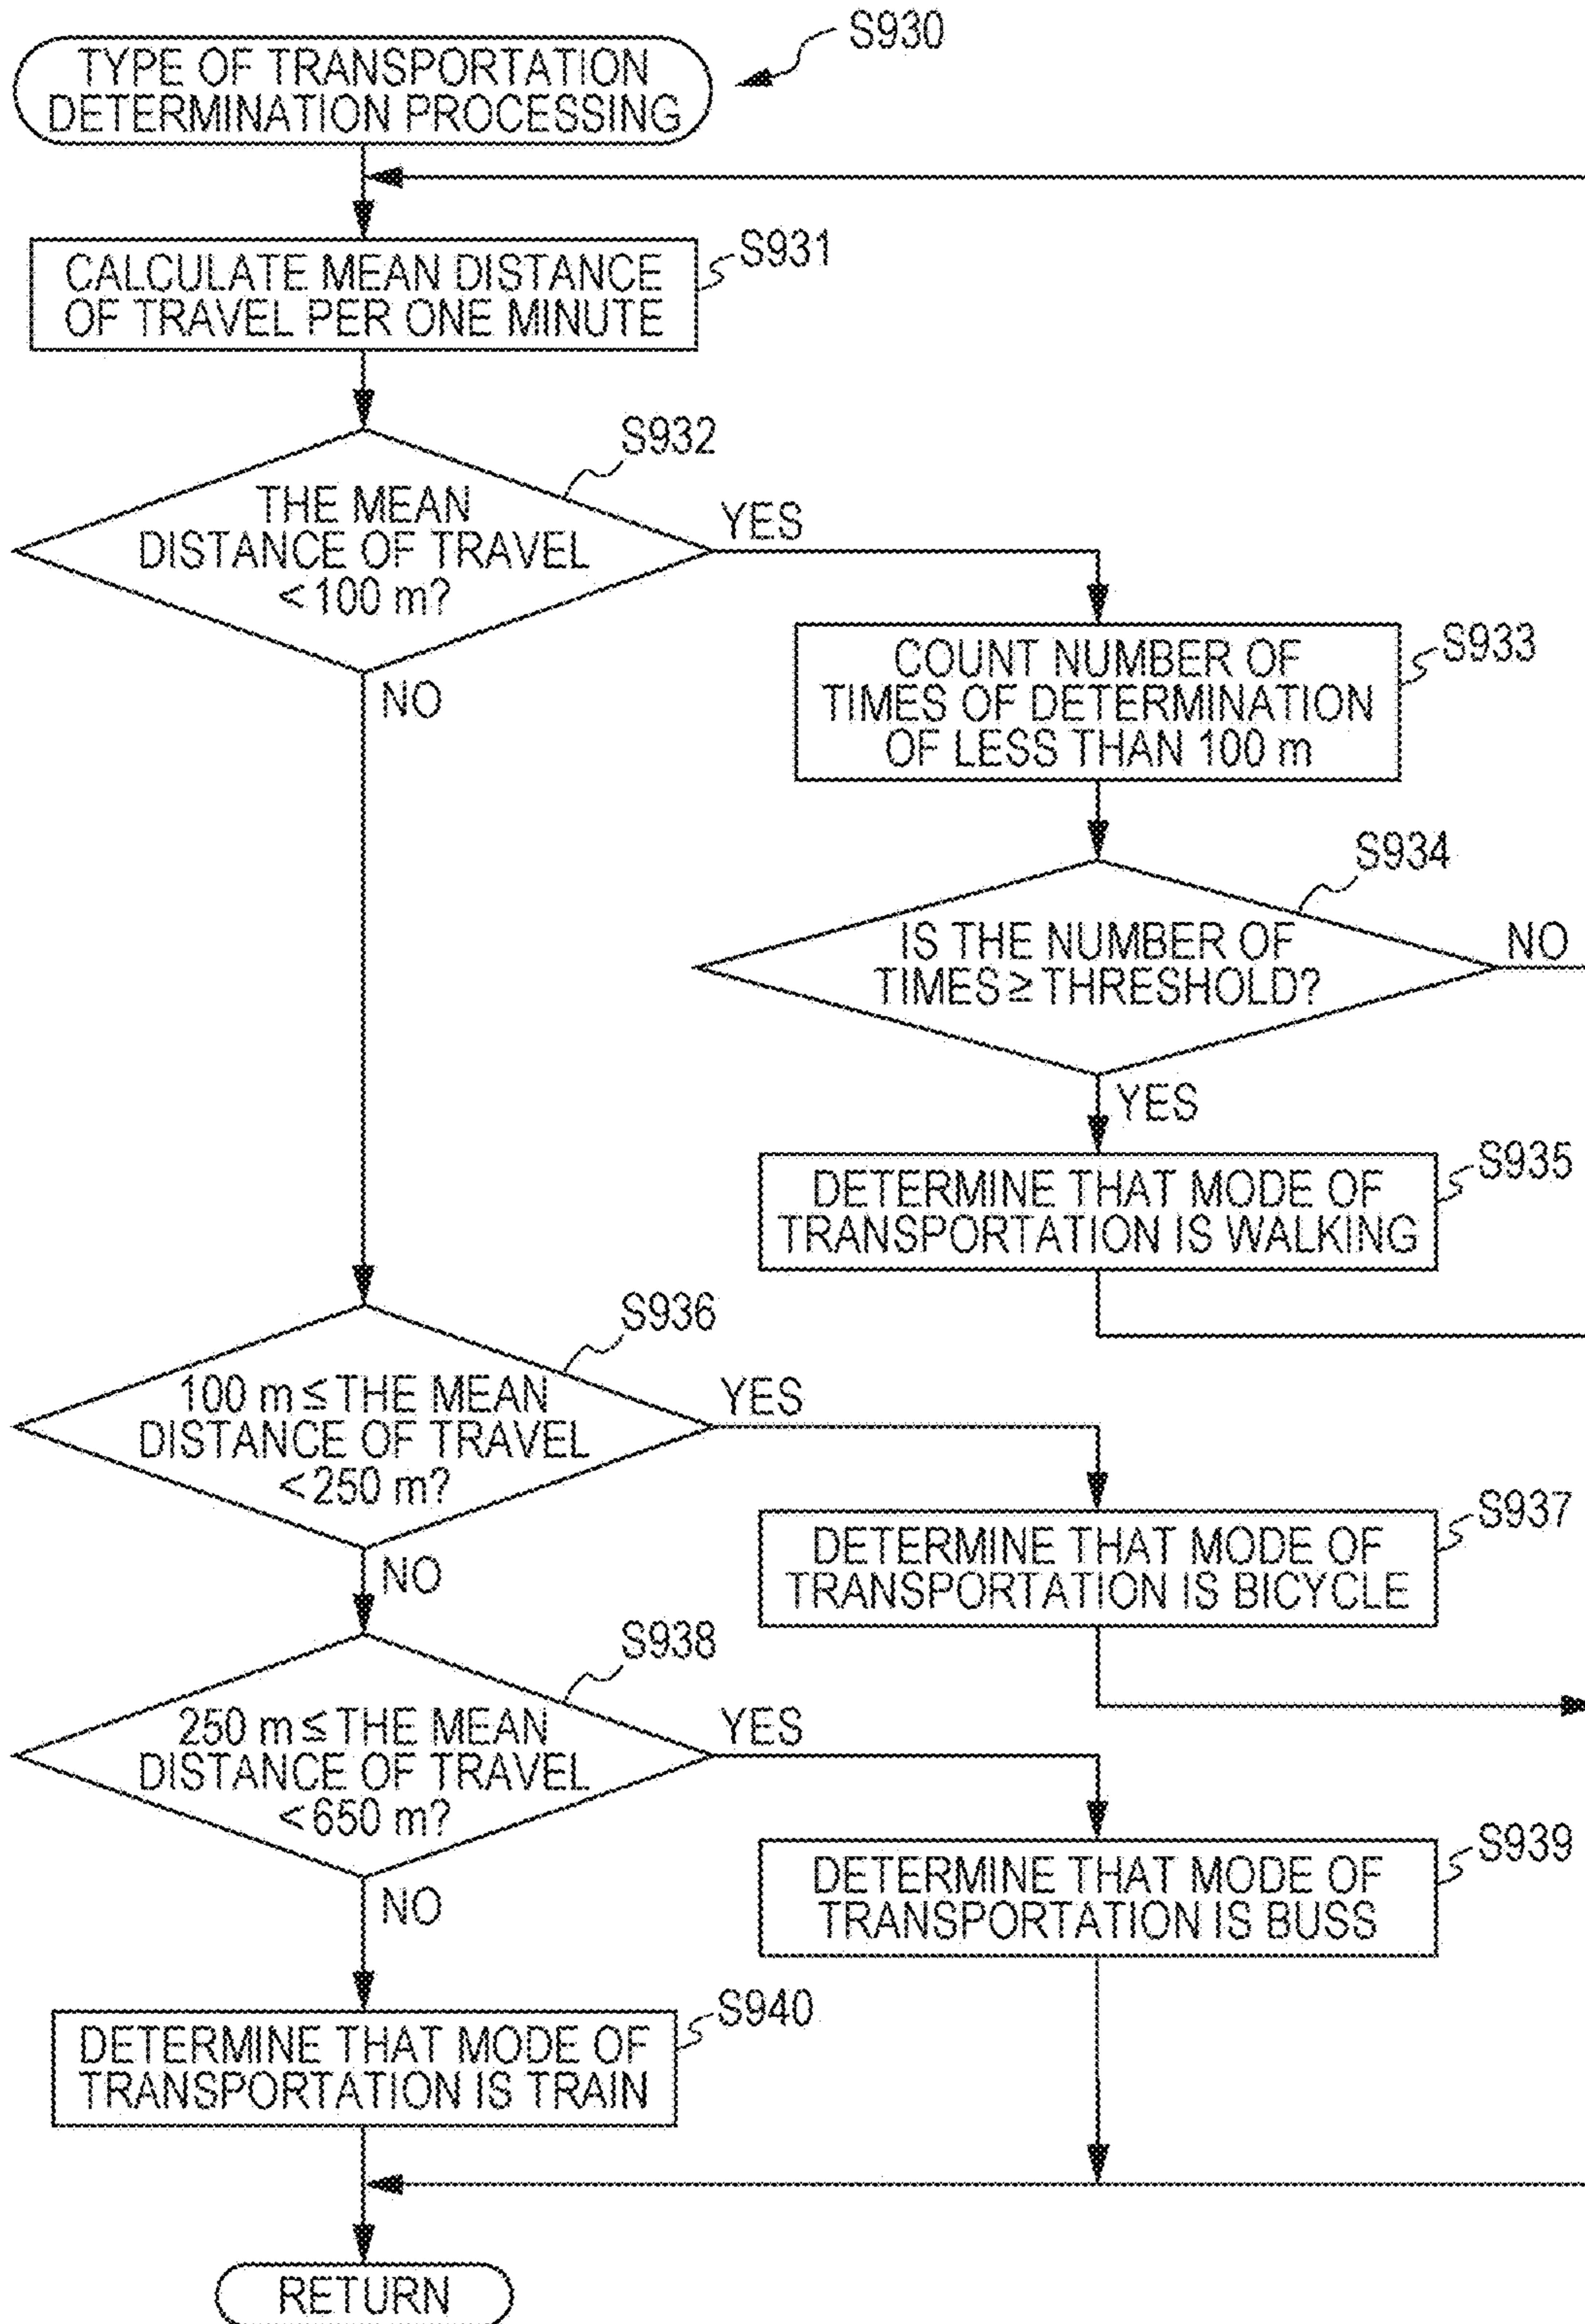 S930
TYPE OF TRANSPORTATION
DETERMINATION PROCESSING
S931
CALCULATE MEAN DISTANCE
OF TRAVEL PER ONE MINUTE
S932
THE MEAN
DISTANCE OF TRAVEL
< 100 m?
YES
NO
S933
COUNT NUMBER OF
TIMES OF DETERMINATION
OF LESS THAN 100 m
S934
IS THE NUMBER OF
TIMES ≥ THRESHOLD?
NO
YES
S935
DETERMINE THAT MODE OF
TRANSPORTATION IS WALKING
S936
100 m ≤ THE MEAN
DISTANCE OF TRAVEL
< 250 m?
YES
NO
S937
DETERMINE THAT MODE OF
TRANSPORTATION IS BICYCLE
S938
250 m ≤ THE MEAN
DISTANCE OF TRAVEL
< 650 m?
YES
NO
S939
DETERMINE THAT MODE OF
TRANSPORTATION IS BUSS
S940
DETERMINE THAT MODE OF
TRANSPORTATION IS TRAIN
RETURN